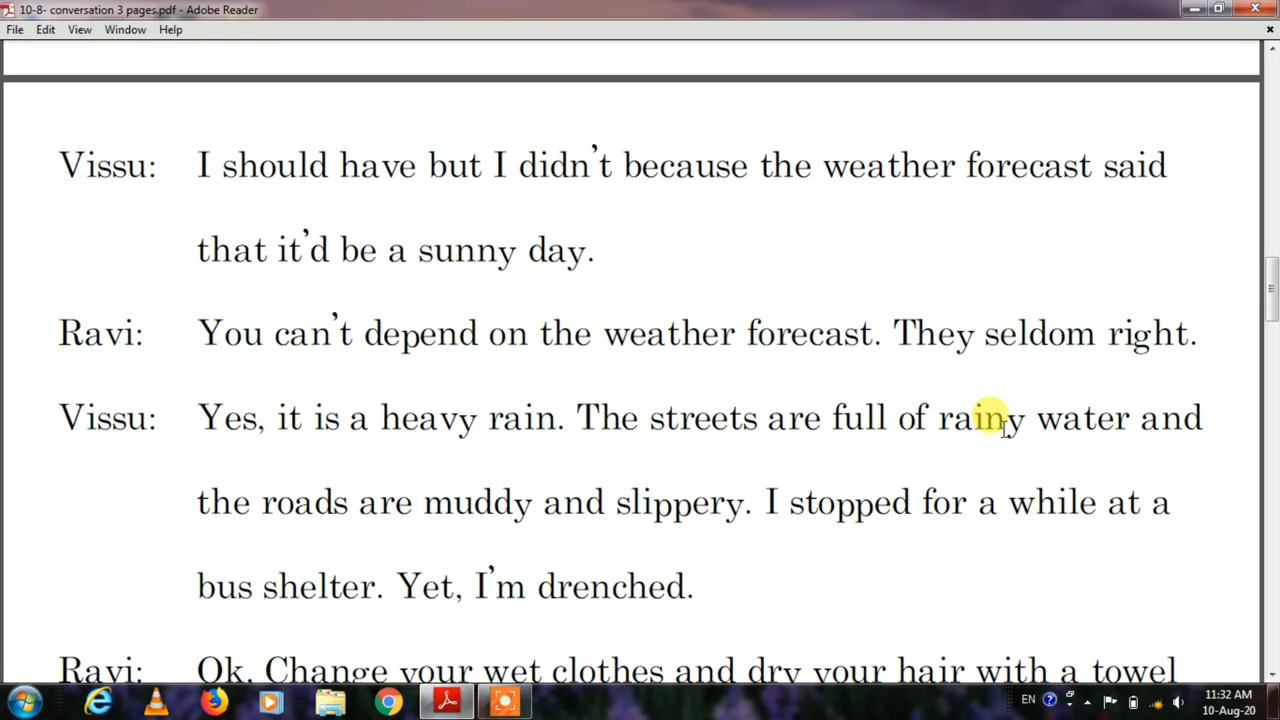 10-8- conversation 3 pages.pdf - Adobe Reader
File Edit View Window Help
Vissu: I should have but I didn't because the weather forecast said
that it'd be a sunny day.
Ravi: You can't depend on the weather forecast. They seldom right.
Vissu: Yes, it is a heavy rain. The streets are full of rainy water and
the roads are muddy and slippery. I stopped for a while at a
bus shelter. Yet, I'm drenched.
Ravi: Ok. Change your wet clothes and dry your hair with a towel
EN
11:32 AM
10-Aug-20